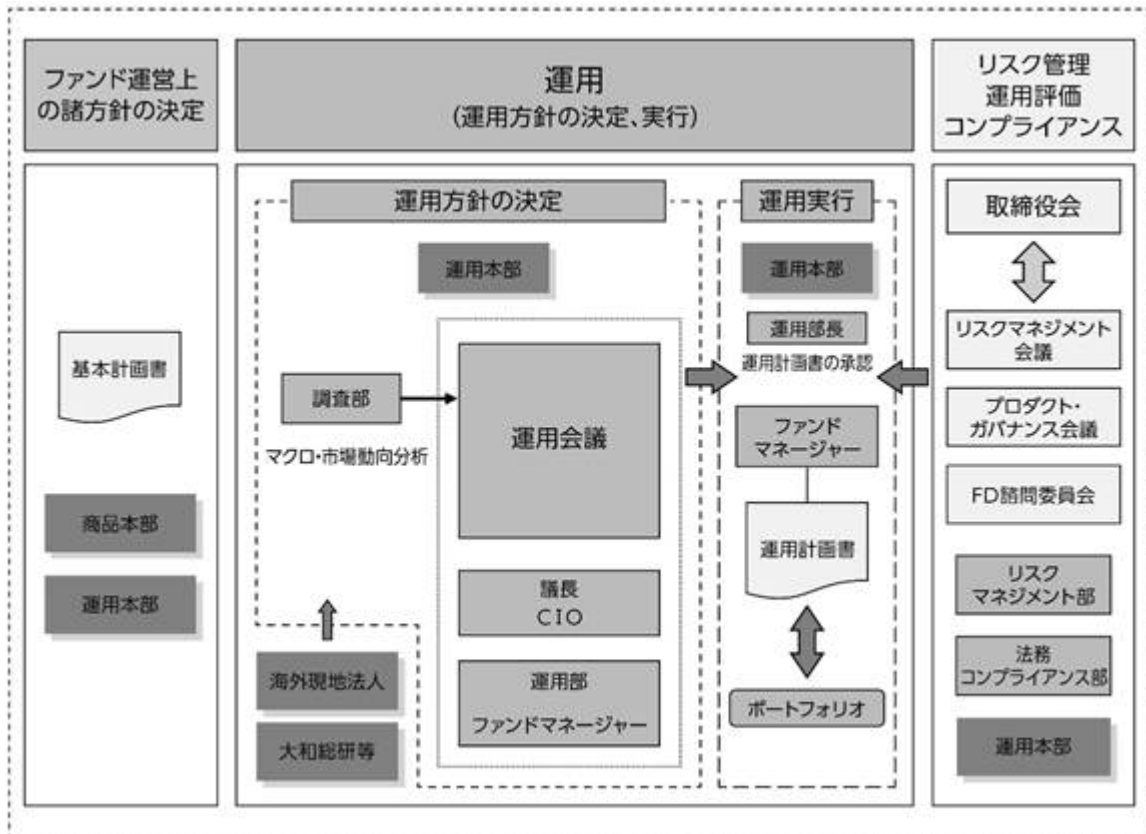 ファンド運営上
の諸方針の決定
運用
(運用方針の決定、実行)
リスク管理
運用評価
コンプライアンス
基本計画書
商品本部
運用本部
運用方針の決定
運用本部
調査部
マクロ・市場動向分析
運用会議
議長
CIO
運用部
ファンドマネージャー
海外現地法人
大和総研等
運用実行
運用本部
運用部長
運用計画書の承認
ファンド
マネージャー
運用計画書
ポートフォリオ
取締役会
リスクマネジメント
会議
プロダクト・
ガバナンス会議
FD諮問委員会
リスク
マネジメント部
法務
コンプライアンス部
運用本部